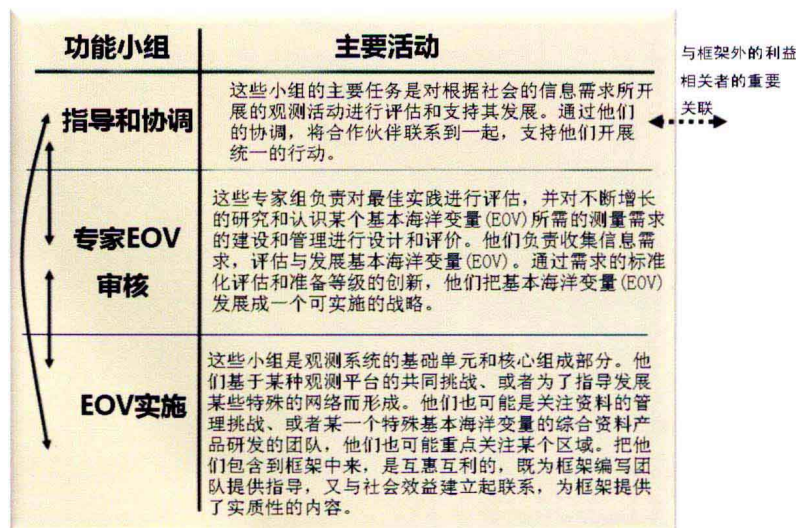 功能小组
主要活动
与框架外的利益
相关者的重要
关联
指导和协调
这些小组的主要任务是对根据社会的信息需求所开
展的观测活动进行评估和支持其发展。通过他们
的协调，将合作伙伴联系到一起，支持他们开展
统一的行动。
专家EOV
审核
这些专家组负责对最佳实践进行评估，并对不断增长
的研究和认识某个基本海洋变量(EOV)所需的测量需求
的建设和管理进行设计和评价。他们负责收集信息需
求，评估与发展基本海洋变量(EOV)。通过需求的标准
化评估和准备等级的创新，他们把基本海洋变量(EOV)
发展成一个可实施的战略。
EOV实施
这些小组是观测系统的基础单元和核心组成部分。他
们基于某种观测平台的共同挑战、或者为了指导发展
某些特殊的网络而形成。他们也可能是关注资料的管
理挑战、或者某一个特殊基本海洋变量的综合资料产
品研发的团队，他们也可能重点关注某个区域。把他
们包含到框架中来，是互惠互利的，既为框架编写团
队提供指导，又与社会效益建立起联系，为框架提供
了实质性的内容。